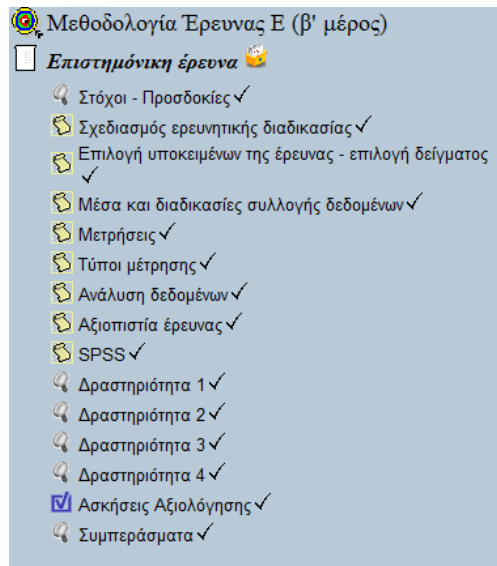 Μεθοδολογία Έρευνας Ε (β' μέρος)
Επιστημόνικη έρευνα
Στόχοι - Προσδοκίες ✓
Σχεδιασμός ερευνητικής διαδικασίας ✓
Επιλογή υποκειμένων της έρευνας - επιλογή δείγματος
✓
Μέσα και διαδικασίες συλλογής δεδομένων ✓
Μετρήσεις ✓
Τύποι μέτρησης ✓
Ανάλυση δεδομένων ✓
Αξιοπιστία έρευνας ✓
SPSS ✓
Δραστηριότητα 1 ✓
Δραστηριότητα 2 ✓
Δραστηριότητα 3 ✓
Δραστηριότητα 4 ✓
Ασκήσεις Αξιολόγησης ✓
Συμπεράσματα ✓